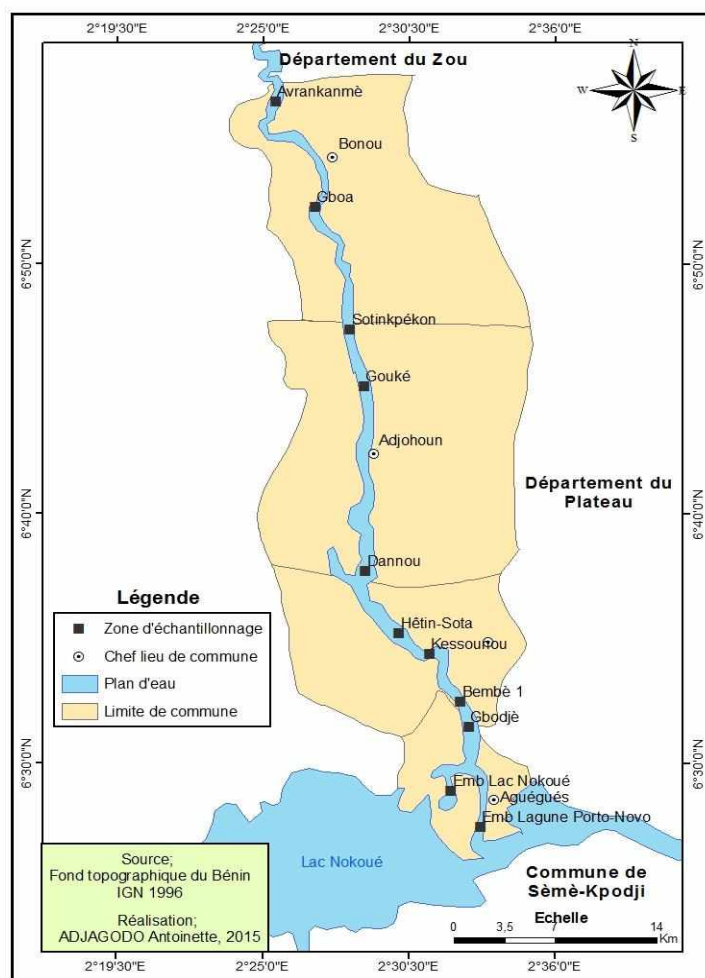 2°19'30"E 2°25'0"E 2°30'30"E 2°36'0"E
Département du Zou
N
W E
S
Avrankanmè
Bonou
Gboa
6°50'0"N 6°50'0"N
Sotinkpékon
Gouké
Adjohoun
Département du
Plateau
6°40'0"N 6°40'0"N
Dannou
Légende
Zone d'échantillonnage
Chef lieu de commune
Plan d'eau
Limite de commune
Hêtin-Sota
Kessounou
Bembè 1
Gbodjè
6°30'0"N 6°30'0"N
Emb Lac Nokoué
Aguégués
Emb Lagune Porto-Novo
Lac Nokoué
Source;
Fond topographique du Bénin
IGN 1996
Réalisation;
ADJAGODO Antoinette, 2015
Commune de
Sèmè-Kpodji
Echelle
0 3,5 7 14
Km
2°19'30"E 2°25'0"E 2°30'30"E 2°36'0"E